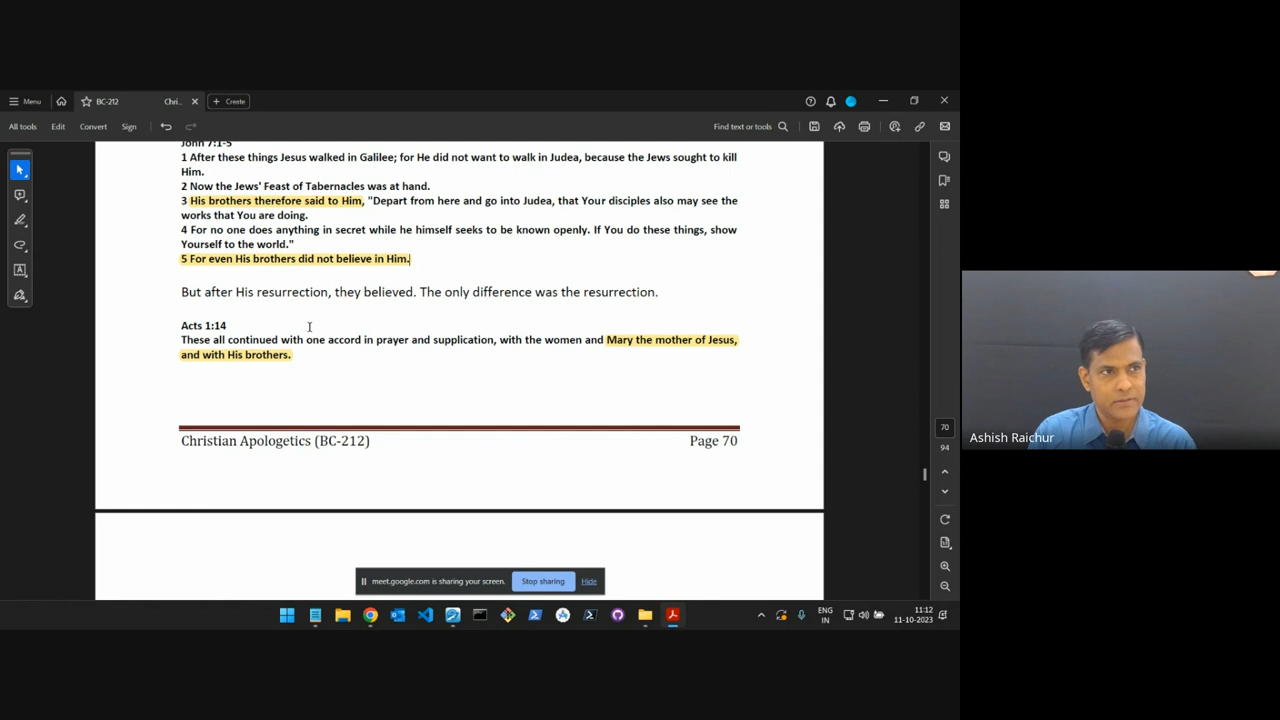 Menu
BC-212
Chri...
Create
All tools
Edit
Convert
Sign
Find text or tools
John 7:1-5
1 After these things Jesus walked in Galilee; for He did not want to walk in Judea, because the Jews sought to kill
Him.
2 Now the Jews' Feast of Tabernacles was at hand.
3 His brothers therefore said to Him, "Depart from here and go into Judea, that Your disciples also may see the
works that You are doing.
4 For no one does anything in secret while he himself seeks to be known openly. If You do these things, show
Yourself to the world."
5 For even His brothers did not believe in Him.
But after His resurrection, they believed. The only difference was the resurrection.
Acts 1:14
These all continued with one accord in prayer and supplication, with the women and Mary the mother of Jesus,
and with His brothers.
Christian Apologetics (BC-212)
Page 70
70
94
Ashish Raichur
meet.google.com is sharing your screen.
Stop sharing
Hide
ENG
IN
11:12
11-10-2023